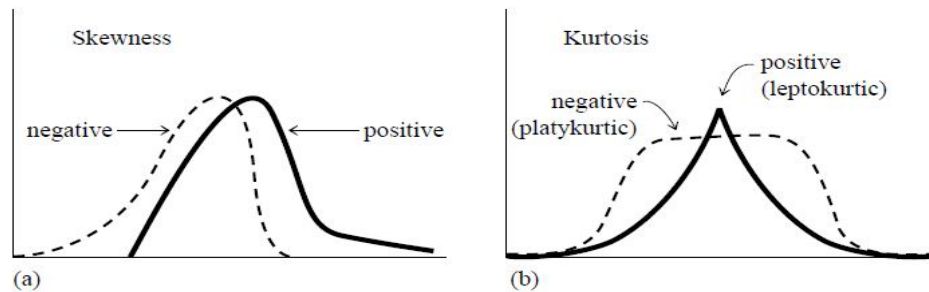 Skewness
negative
positive
(a)
Kurtosis
positive
(leptokurtic)
negative
(platykurtic)
(b)